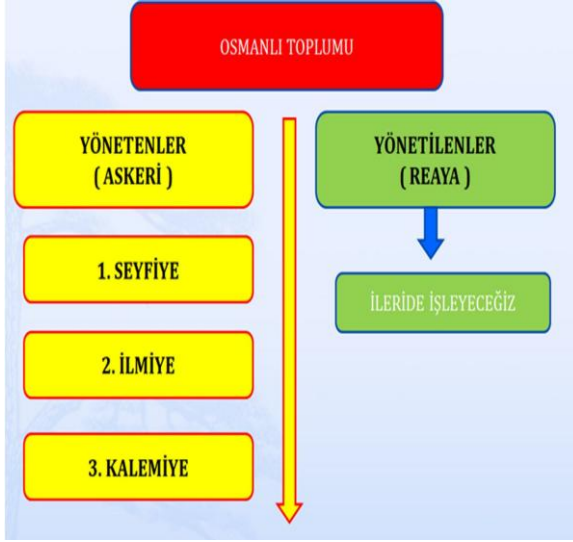 OSMANLI TOPLUMU
YÖNETENLER
( ASKERİ )
1. SEYFİYE
2. İLMİYE
3. KALEMİYE
YÖNETİLENLER
( REAYA )
İLERİDE İŞLEYECEĞİZ